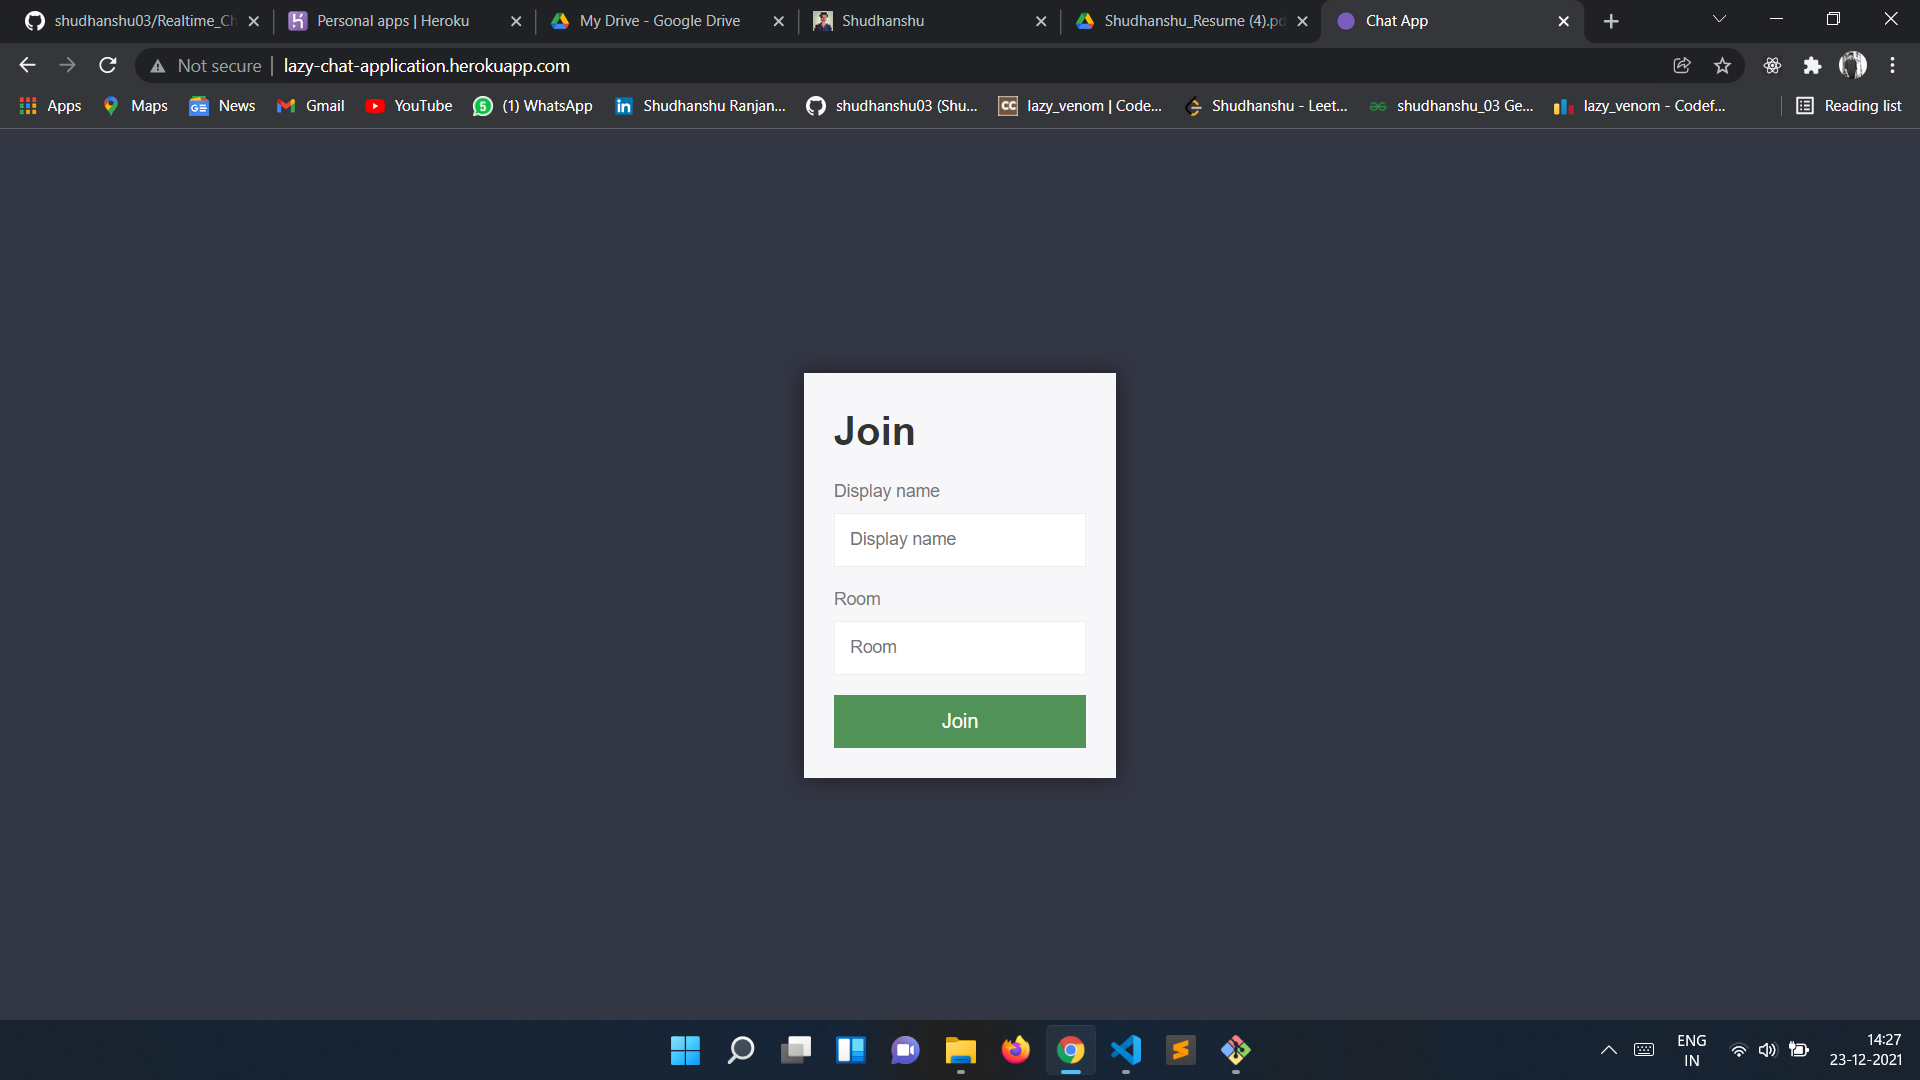 shudhanshu03/Realtime_Ch
Personal apps | Heroku
My Drive - Google Drive
Shudhanshu
Shudhanshu_Resume (4).pd
Chat App
Not secure
lazy-chat-application.herokuapp.com
Apps
Maps
News
Gmail
YouTube
(1) WhatsApp
Shudhanshu Ranjan...
shudhanshu03 (Shu...
lazy_venom | Code...
Shudhanshu - Leet...
shudhanshu_03 Ge...
lazy_venom - Codef...
Reading list
Join
Display name
Display name
Room
Room
Join
ENG
IN
14:27
23-12-2021